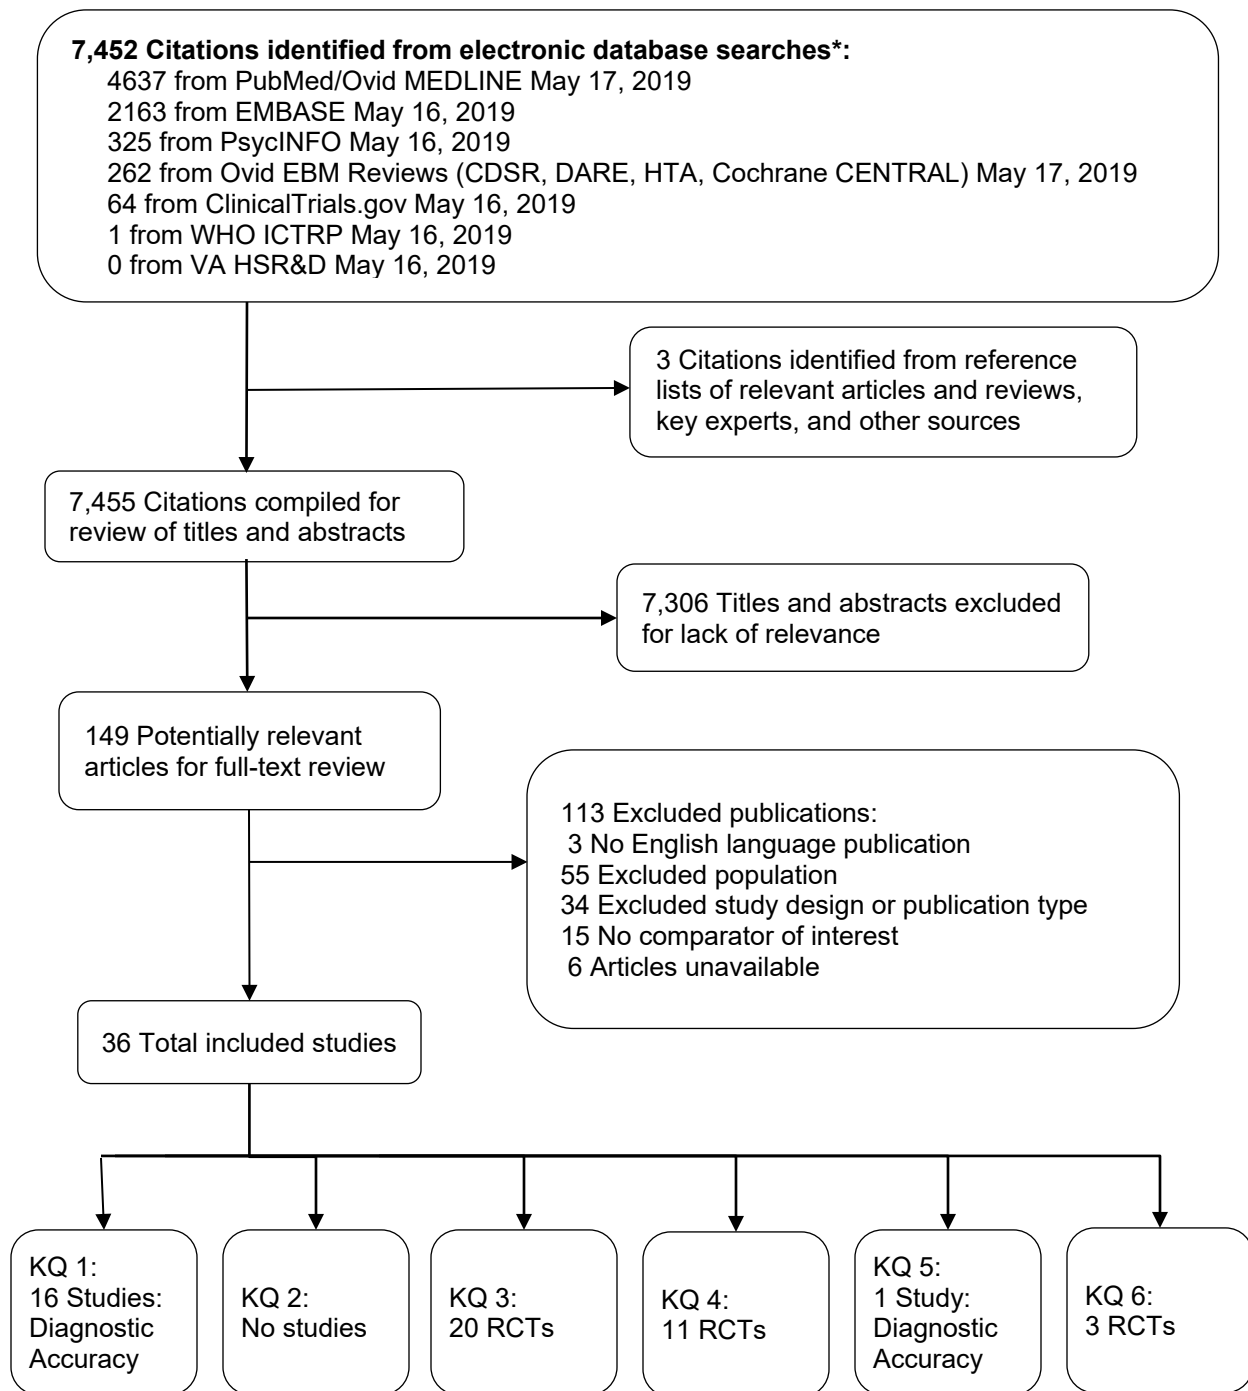 7,452 Citations identified from electronic database searches*:
4637 from PubMed/Ovid MEDLINE May 17, 2019
2163 from EMBASE May 16, 2019
325 from PsycINFO May 16, 2019
262 from Ovid EBM Reviews (CDSR, DARE, HTA, Cochrane CENTRAL) May 17, 2019
64 from ClinicalTrials.gov May 16, 2019
1 from WHO ICTRP May 16, 2019
0 from VA HSR&D May 16, 2019
3 Citations identified from reference
lists of relevant articles and reviews,
key experts, and other sources
7,455 Citations compiled for
review of titles and abstracts
7,306 Titles and abstracts excluded
for lack of relevance
149 Potentially relevant
articles for full-text review
113 Excluded publications:
3 No English language publication
55 Excluded population
34 Excluded study design or publication type
15 No comparator of interest
6 Articles unavailable
36 Total included studies
KQ 1:
16 Studies:
Diagnostic
Accuracy
KQ 2:
No studies
KQ 3:
20 RCTs
KQ 4:
11 RCTs
KQ 5:
1 Study:
Diagnostic
Accuracy
KQ 6:
3 RCTs